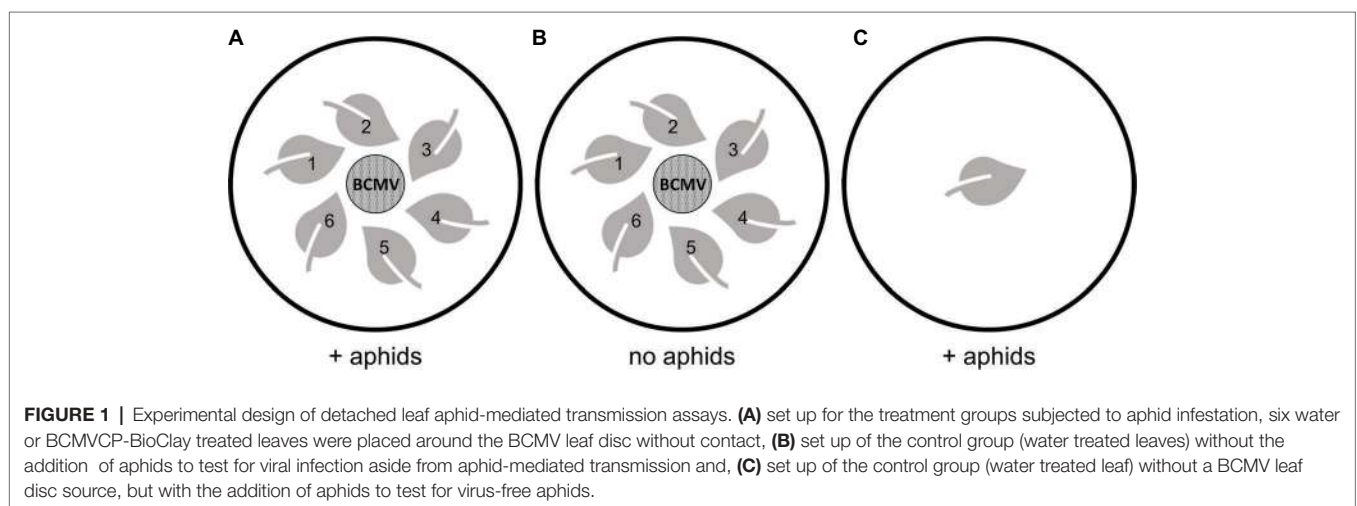 A B C
2 2
1 3 1 3
BCMV BCMV
6 4 6 4
5 5
+ aphids no aphids + aphids
FIGURE 1 | Experimental design of detached leaf aphid-mediated transmission assays. (A) set up for the treatment groups subjected to aphid infestation, six water
or BCMVCP-BioClay treated leaves were placed around the BCMV leaf disc without contact, (B) set up of the control group (water treated leaves) without the
addition of aphids to test for viral infection aside from aphid-mediated transmission and, (C) set up of the control group (water treated leaf) without a BCMV leaf
disc source, but with the addition of aphids to test for virus-free aphids.